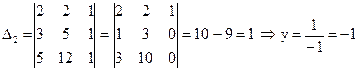 Δ₂ = |2 2 1; 3 5 1; 5 12 1| = |2 2 1; 1 3 0; 3 10 0| = 10 − 9 = 1 ⇒ y = 1/−1 = −1